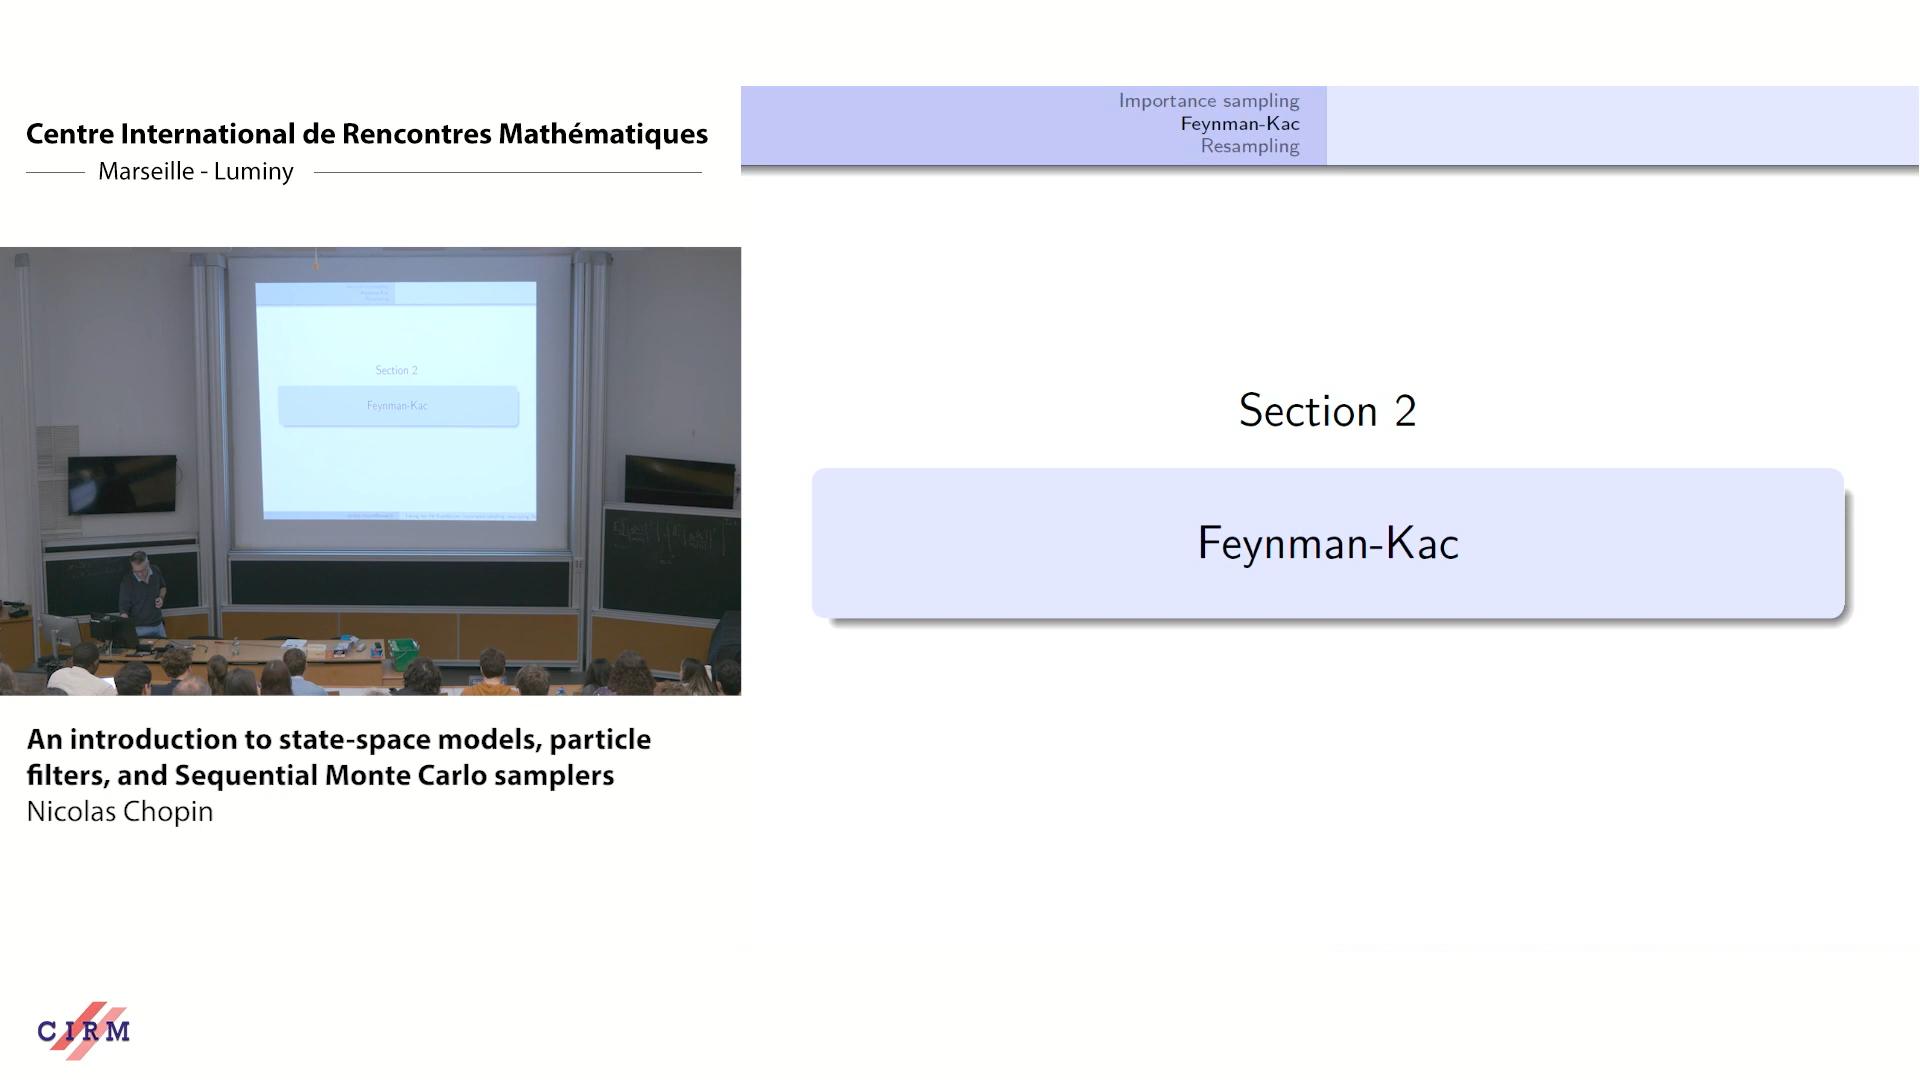 Centre International de Rencontres Mathématiques
Marseille - Luminy
Section 2
Feynman-Kac
An introduction to state-space models, particle
filters, and Sequential Monte Carlo samplers
Nicolas Chopin
CIRM
Importance sampling
Feynman-Kac
Resampling
Section 2
Feynman-Kac